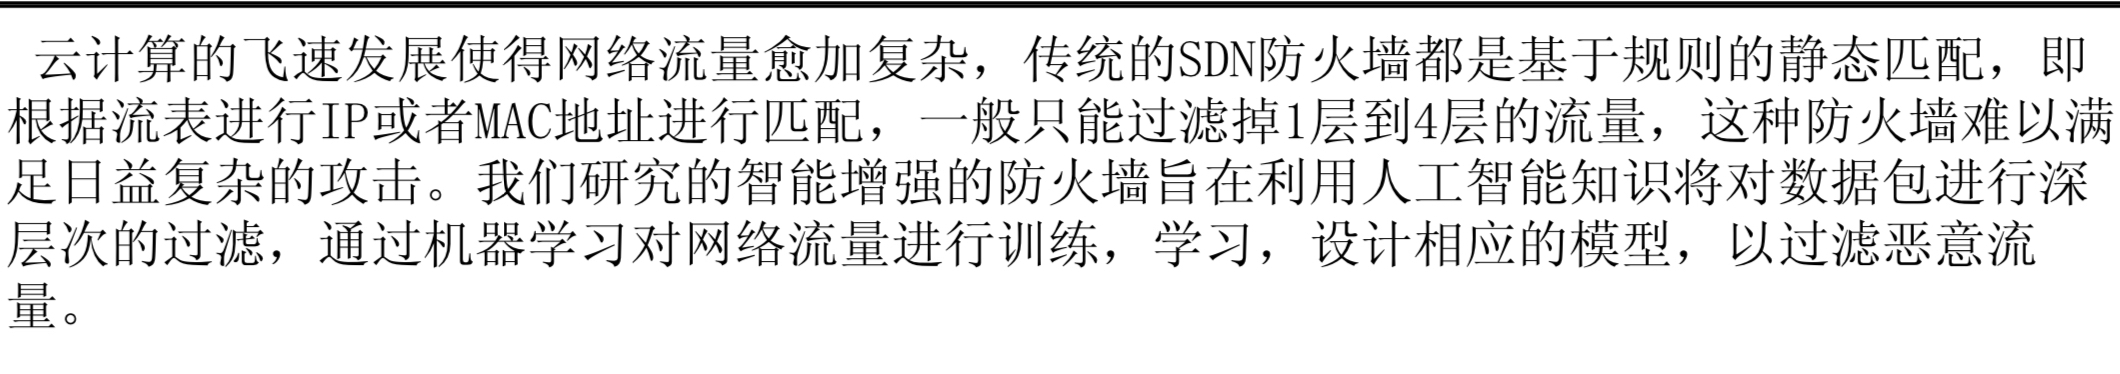 云计算的飞速发展使得网络流量愈加复杂，传统的SDN防火墙都是基于规则的静态匹配，即
根据流表进行IP或者MAC地址进行匹配，一般只能过滤掉1层到4层的流量，这种防火墙难以满
足日益复杂的攻击。我们研究的智能增强的防火墙旨在利用人工智能知识将对数据包进行深
层次的过滤，通过机器学习对网络流量进行训练，学习，设计相应的模型，以过滤恶意流
量。